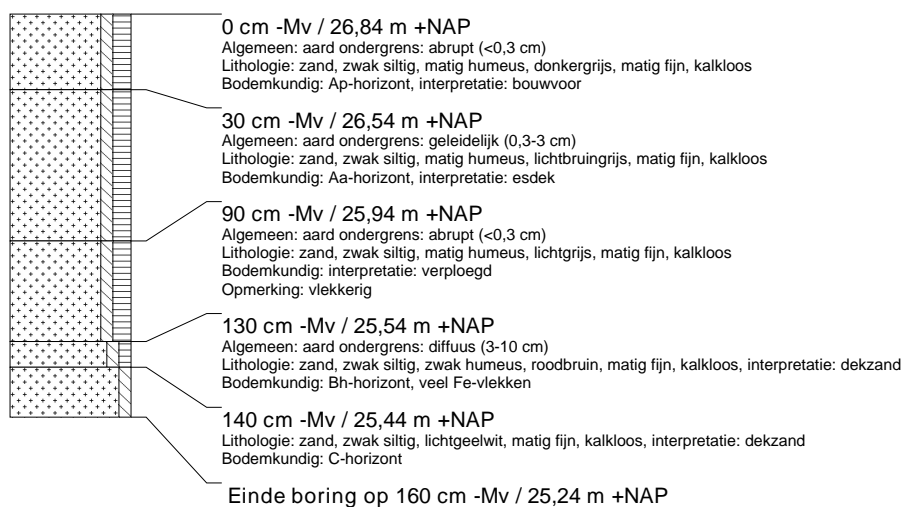 0 cm -Mv / 26,84 m +NAP
Algemeen: aard ondergrens: abrupt (<0,3 cm)
Lithologie: zand, zwak siltig, matig humeus, donkergrijs, matig fijn, kalkloos
Bodemkundig: Ap-horizont, interpretatie: bouwvoor
30 cm -Mv / 26,54 m +NAP
Algemeen: aard ondergrens: geleidelijk (0,3-3 cm)
Lithologie: zand, zwak siltig, matig humeus, lichtbruingrijs, matig fijn, kalkloos
Bodemkundig: Aa-horizont, interpretatie: esdek
90 cm -Mv / 25,94 m +NAP
Algemeen: aard ondergrens: abrupt (<0,3 cm)
Lithologie: zand, zwak siltig, matig humeus, lichtgrijs, matig fijn, kalkloos
Bodemkundig: interpretatie: verploegd
Opmerking: vlekkerig
130 cm -Mv / 25,54 m +NAP
Algemeen: aard ondergrens: diffuus (3-10 cm)
Lithologie: zand, zwak siltig, zwak humeus, roodbruin, matig fijn, kalkloos, interpretatie: dekzand
Bodemkundig: Bh-horizont, veel Fe-vlekken
140 cm -Mv / 25,44 m +NAP
Lithologie: zand, zwak siltig, lichtgeelwit, matig fijn, kalkloos, interpretatie: dekzand
Bodemkundig: C-horizont
Einde boring op 160 cm -Mv / 25,24 m +NAP